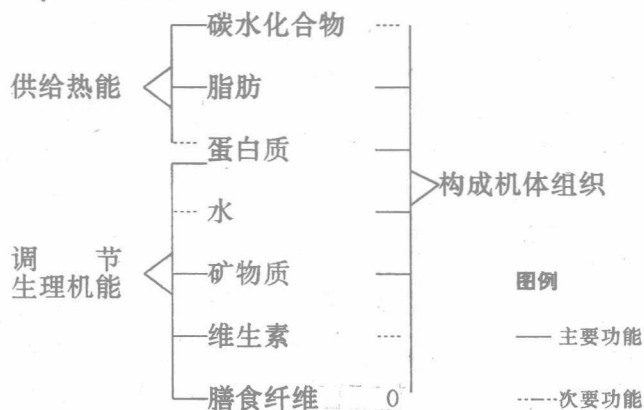 碳水化合物
供给热能
脂肪
蛋白质
构成机体组织
水
调 节
生理机能
矿物质
图例
维生素
主要功能
膳食纤维 0
次要功能